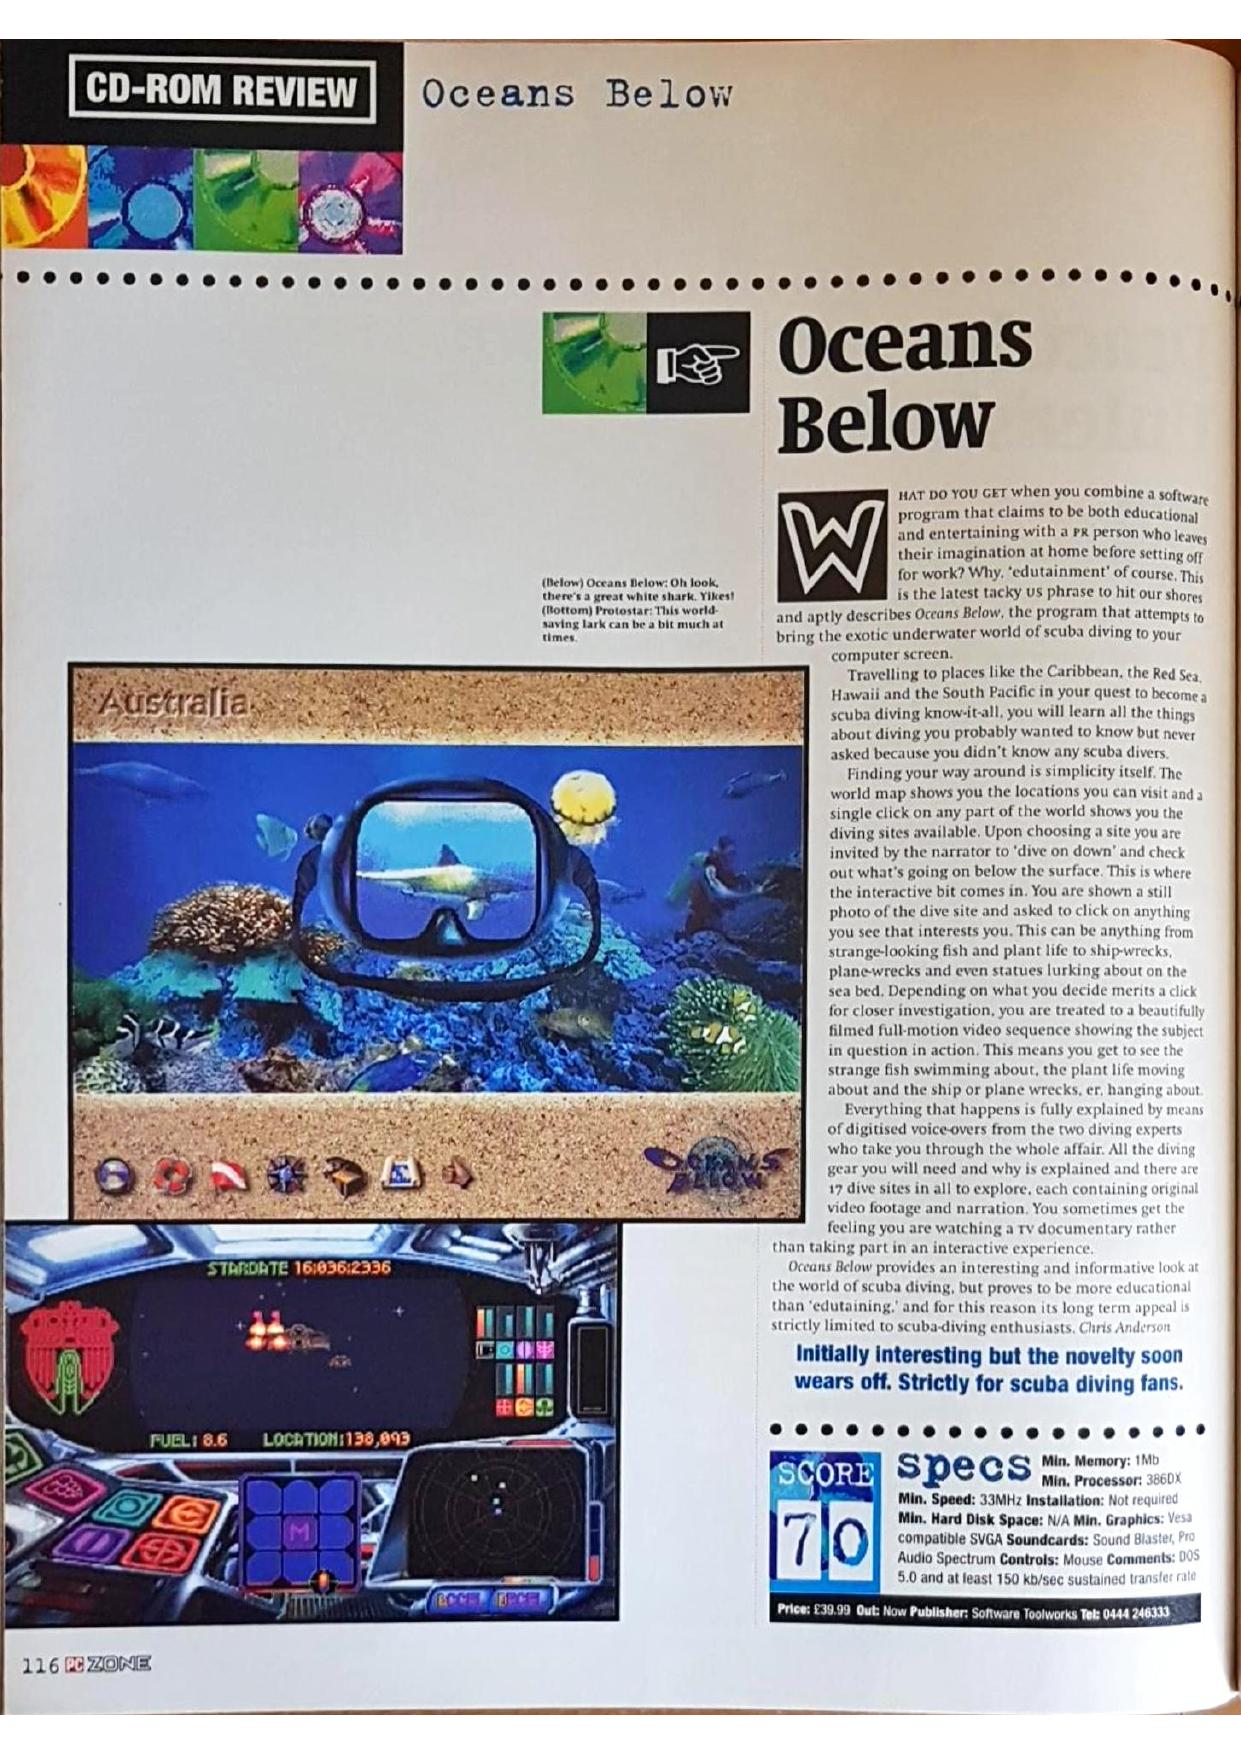 CD-ROM REVIEW
Oceans Below
Oceans
Below
WHAT DO YOU GET when you combine a software
program that claims to be both educational
and entertaining with a PR person who leaves
their imagination at home before setting off
for work? Why, 'edutainment' of course. This
is the latest tacky US phrase to hit our shores
and aptly describes Oceans Below, the program that attempts to
bring the exotic underwater world of scuba diving to your
computer screen.
Travelling to places like the Caribbean, the Red Sea,
Hawaii and the South Pacific in your quest to become a
scuba diving know-it-all, you will learn all the things
about diving you probably wanted to know but never
asked because you didn't know any scuba divers.
Finding your way around is simplicity itself. The
world map shows you the locations you can visit and a
single click on any part of the world shows you the
diving sites available. Upon choosing a site you are
invited by the narrator to 'dive on down' and check
out what's going on below the surface. This is where
the interactive bit comes in. You are shown a still
photo of the dive site and asked to click on anything
you see that interests you. This can be anything from
strange-looking fish and plant life to ship-wrecks,
plane-wrecks and even statues lurking about on the
sea bed. Depending on what you decide merits a click
for closer investigation, you are treated to a beautifully
filmed full-motion video sequence showing the subject
in question in action. This means you get to see the
strange fish swimming about, the plant life moving
about and the ship or plane wrecks, er, hanging about.
Everything that happens is fully explained by means
of digitised voice-overs from the two diving experts
who take you through the whole affair. All the diving
gear you will need and why is explained and there are
17 dive sites in all to explore, each containing original
video footage and narration. You sometimes get the
feeling you are watching a TV documentary rather
than taking part in an interactive experience.
Oceans Below provides an interesting and informative look at
the world of scuba diving, but proves to be more educational
than 'edutaining,' and for this reason its long term appeal is
strictly limited to scuba-diving enthusiasts. Chris Anderson
Initially interesting but the novelty soon
wears off. Strictly for scuba diving fans.
(Below) Oceans Below: Oh look,
there's a great white shark. Yikes!
(Bottom) Protostar: This world-
saving lark can be a bit much at
times.
Australia
OCEANS
BELOW
STARDATE 16:036:2336
FUEL: 8.6 LOCATION:138,093
M
ACCEL DECEL
SCORE
70
specs Min. Memory: 1Mb
Min. Processor: 386DX
Min. Speed: 33MHz Installation: Not required
Min. Hard Disk Space: N/A Min. Graphics: Vesa
compatible SVGA Soundcards: Sound Blaster, Pro
Audio Spectrum Controls: Mouse Comments: DOS
5.0 and at least 150 kb/sec sustained transfer rate
Price: £39.99 Out: Now Publisher: Software Toolworks Tel: 0444 246333
116 PC ZONE